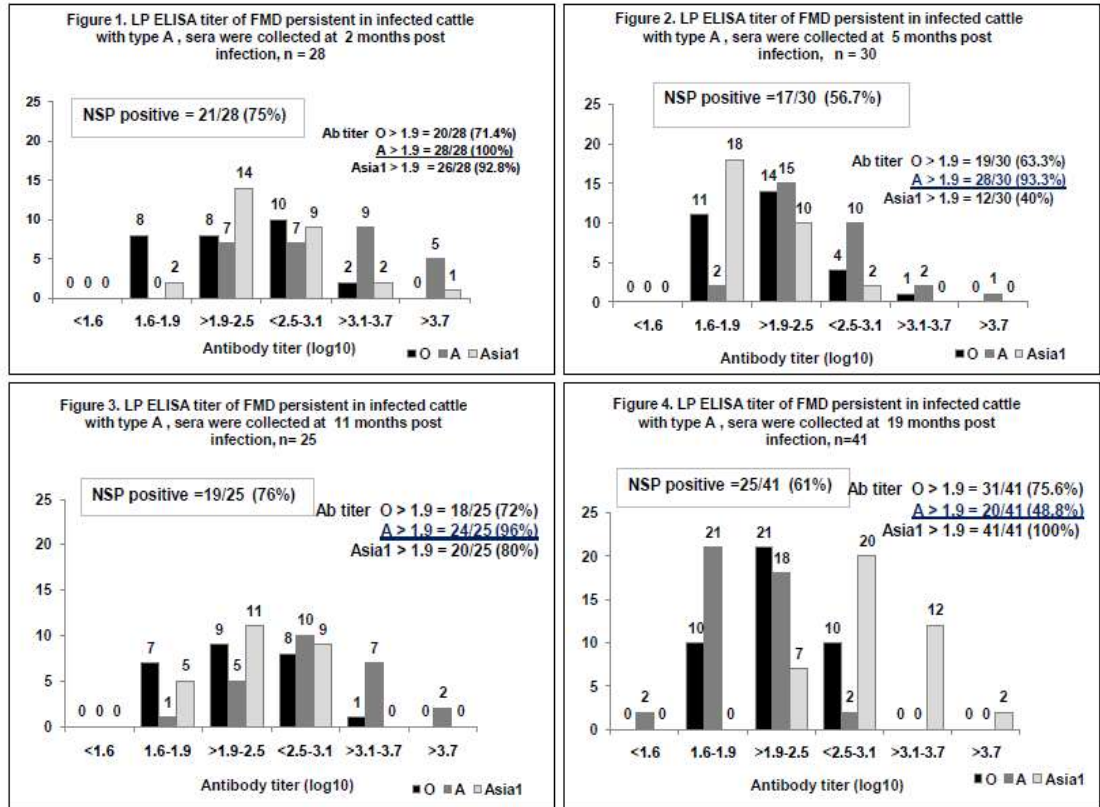 Figure 1. LP ELISA titer of FMD persistent in infected cattle
with type A , sera were collected at 2 months post
infection, n = 28
NSP positive = 21/28 (75%)
Ab titer O > 1.9 = 20/28 (71.4%)
A > 1.9 = 28/28 (100%)
Asia1 > 1.9 = 26/28 (92.8%)
25
20
15
10
5
0
0 0 0
8 0 2
8 7 14
10 7 9
2 9 2
0 5 1
<1.6 1.6-1.9 >1.9-2.5 <2.5-3.1 >3.1-3.7 >3.7
Antibody titer (log10)
O A Asia1
Figure 2. LP ELISA titer of FMD persistent in infected cattle
with type A , sera were collected at 5 months post
infection, n = 30
NSP positive =17/30 (56.7%)
Ab titer O > 1.9 = 19/30 (63.3%)
A > 1.9 = 28/30 (93.3%)
Asia1 > 1.9 = 12/30 (40%)
25
20
15
10
5
0
0 0 0
11 2 18
14 15 10
4 10 2
1 2 0
0 1 0
<1.6 1.6-1.9 >1.9-2.5 <2.5-3.1 >3.1-3.7 >3.7
Antibody titer (log10)
O A Asia1
Figure 3. LP ELISA titer of FMD persistent in infected cattle
with type A , sera were collected at 11 months post
infection, n= 25
NSP positive =19/25 (76%)
Ab titer O > 1.9 = 18/25 (72%)
A > 1.9 = 24/25 (96%)
Asia1 > 1.9 = 20/25 (80%)
25
20
15
10
5
0
0 0 0
7 1 5
9 5 11
8 10 9
1 7 0
0 2 0
<1.6 1.6-1.9 >1.9-2.5 <2.5-3.1 >3.1-3.7 >3.7
Antibody titer (log10)
O A Asia1
Figure 4. LP ELISA titer of FMD persistent in infected cattle
with type A , sera were collected at 19 months post
infection, n=41
NSP positive =25/41 (61%)
Ab titer O > 1.9 = 31/41 (75.6%)
A > 1.9 = 20/41 (48.8%)
Asia1 > 1.9 = 41/41 (100%)
25
20
15
10
5
0
0 2 0
10 21 0
21 18 7
10 2 20
0 0 12
0 0 2
<1.6 1.6-1.9 >1.9-2.5 <2.5-3.1 >3.1-3.7 >3.7
Antibody titer (log10)
O A Asia1